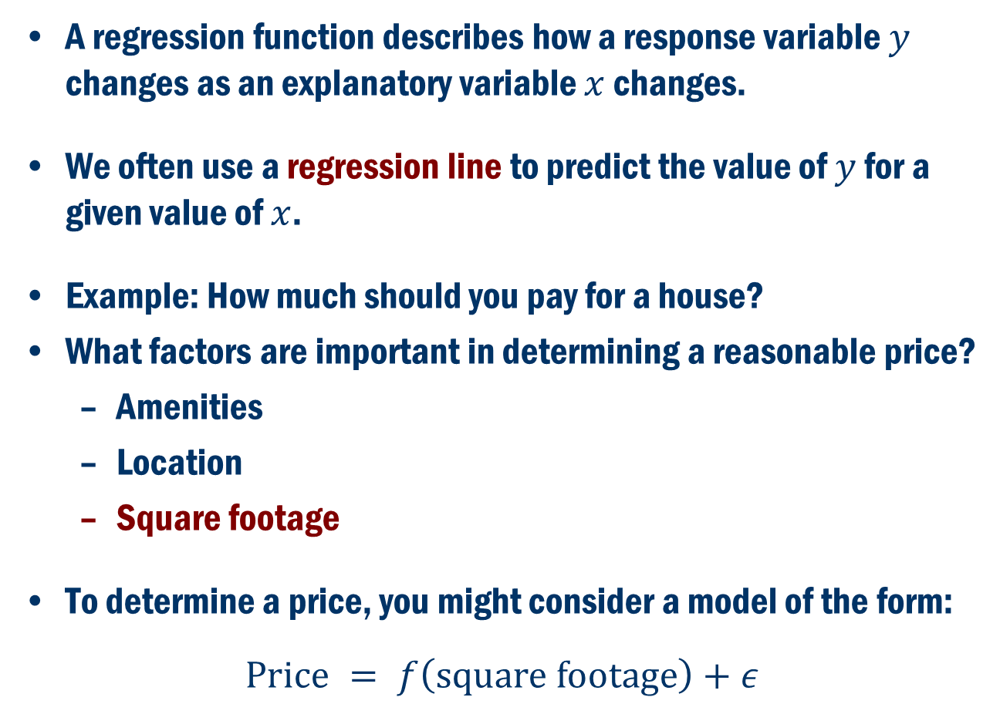 • A regression function describes how a response variable y
changes as an explanatory variable x changes.
• We often use a regression line to predict the value of y for a
given value of x.
• Example: How much should you pay for a house?
• What factors are important in determining a reasonable price?
– Amenities
– Location
– Square footage
• To determine a price, you might consider a model of the form:
Price = f(square footage) + ϵ